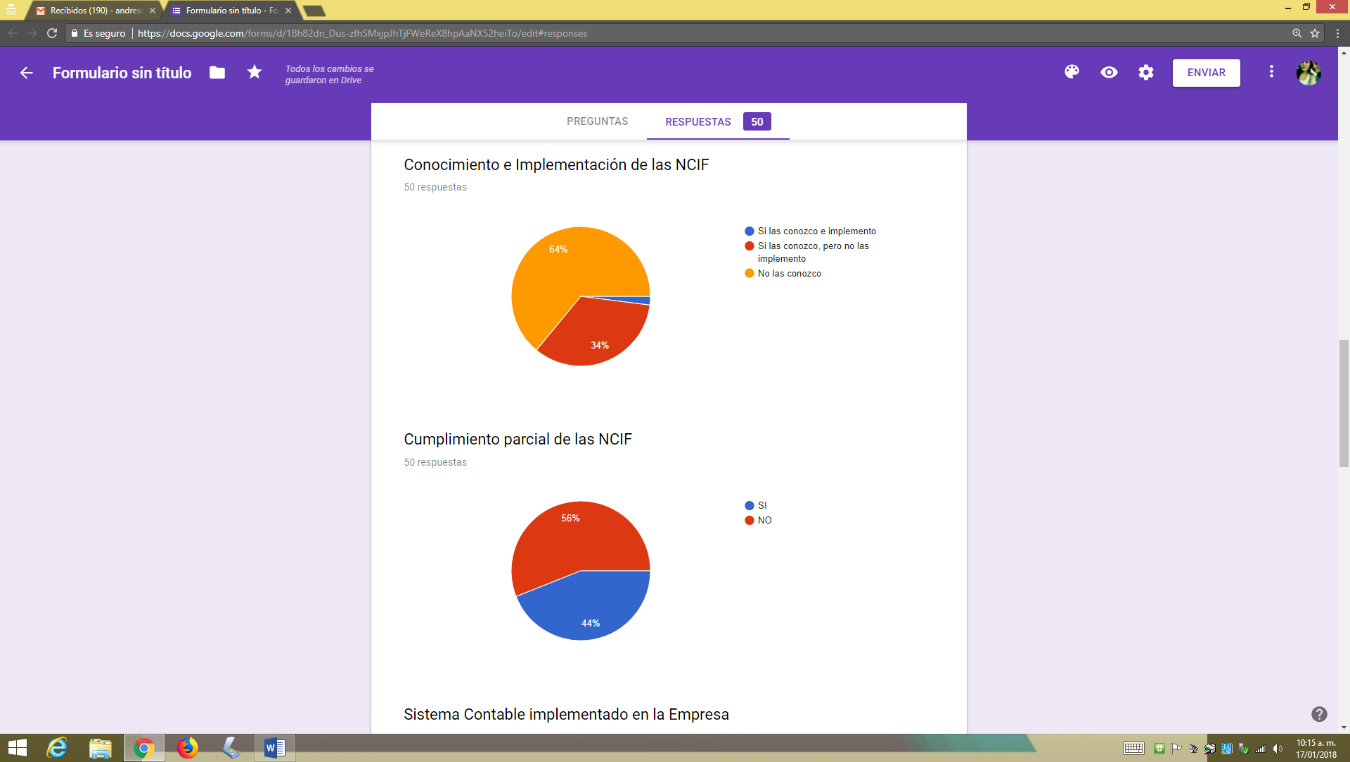 Recibidos (190) - andres
Formulario sin título - Fo
Es seguro | https://docs.google.com/forms/d/1Bh82dn_Dus-zfhSMxjpJhTjFWeReX8hpAaNX52heiTo/edit#responses
Formulario sin título
Todos los cambios se
guardaron en Drive
ENVIAR
PREGUNTAS
RESPUESTAS 50
Conocimiento e Implementación de las NCIF
50 respuestas
64%
34%
Si las conozco e implemento
Si las conozco, pero no las
implemento
No las conozco
Cumplimiento parcial de las NCIF
50 respuestas
56%
44%
SI
NO
Sistema Contable implementado en la Empresa
10:15 a. m.
17/01/2018